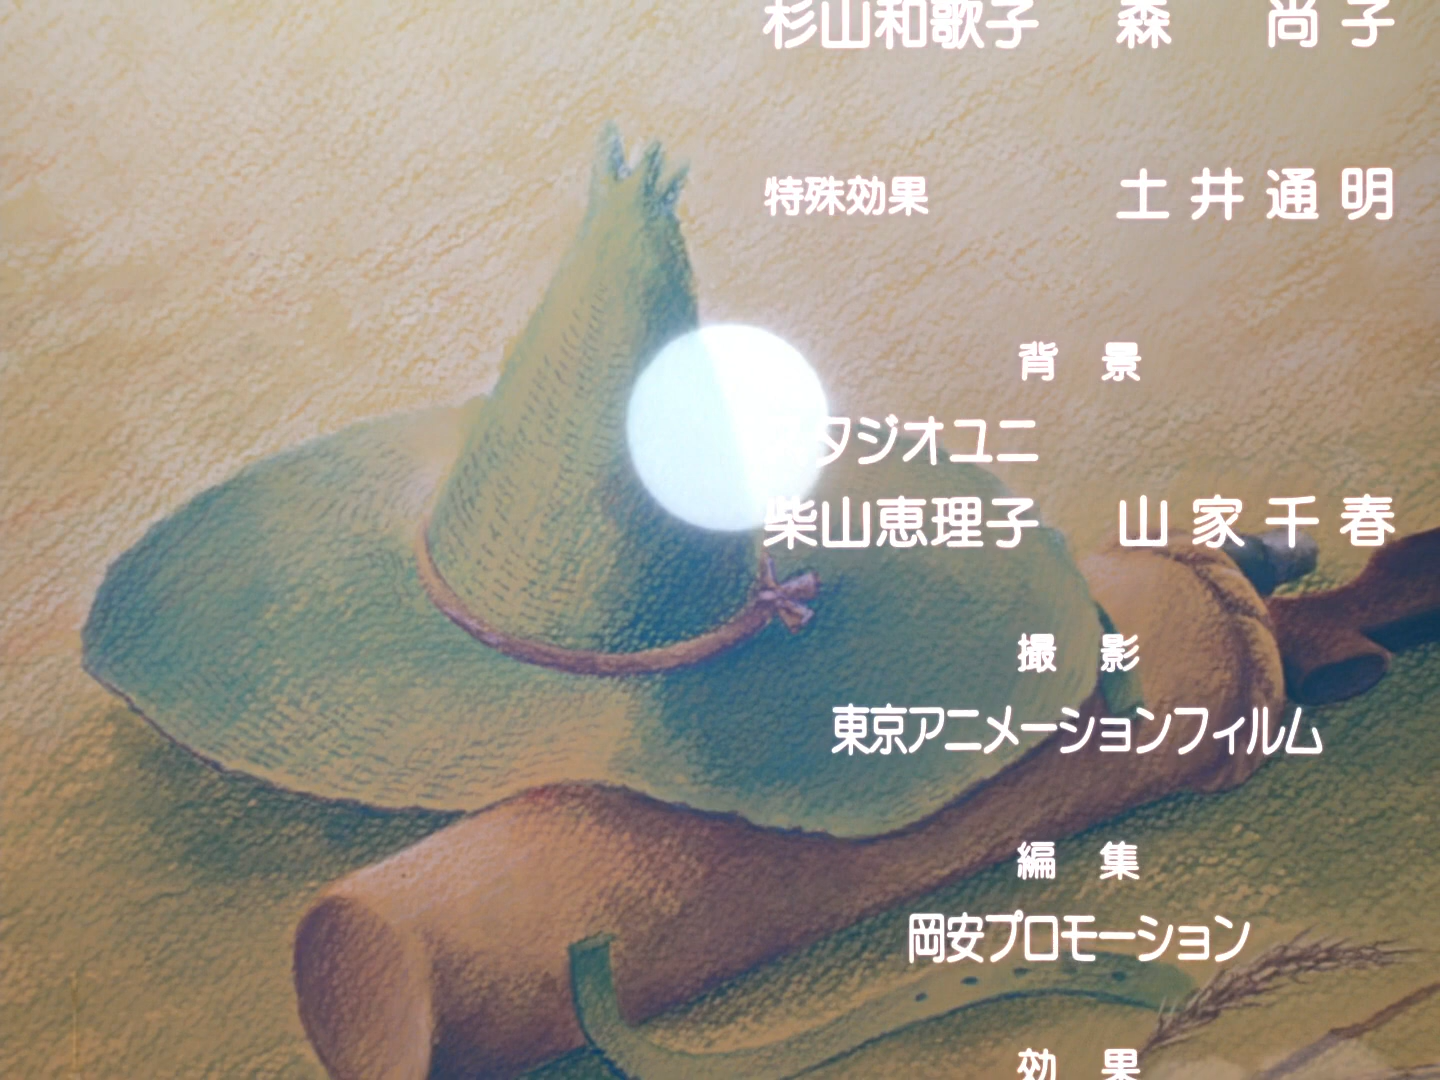 杉山和歌子　森　尚子
特殊効果　土井通明
背景
タジオユニ
柴山恵理子　山家千春
撮影
東京アニメーションフィルム
編集
岡安プロモーション
効果